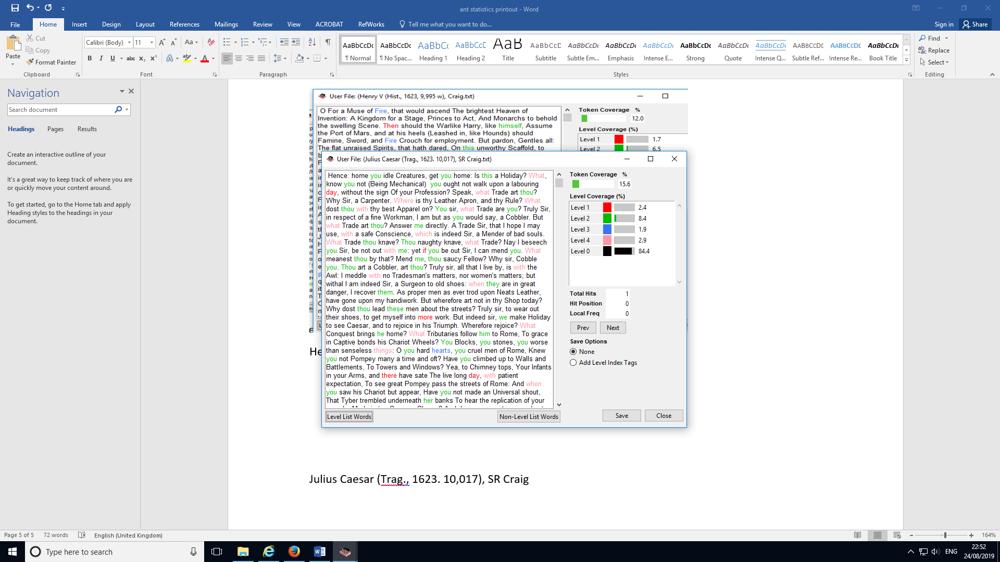 ant statistics printout - Word
File Home Insert Design Layout References Mailings Review View ACROBAT RefWorks Tell me what you want to do... Sign in Share
Cut
Copy
Paste
Format Painter
Clipboard
Calibri (Body) 11
Font
Paragraph
AaBbCcDc AaBbCcDc AaBbCc AaBbCcD AaB AaBbCcC AaBbCcDc AaBbCcDc AaBbCcDc AaBbCcDc AaBbCcDc AaBbCcDc AABBCCDE AABBCCDE AaBbCcDc
¶ Normal ¶ No Spac... Heading 1 Heading 2 Title Subtitle Subtle Em... Emphasis Intense E... Strong Quote Intense Q... Subtle Ref... Intense Re... Book Title
Styles
Find
Replace
Select
Editing
Navigation
Search document
Headings Pages Results
Create an interactive outline of your
document.
It's a great way to keep track of where you are
or quickly move your content around.
To get started, go to the Home tab and apply
Heading styles to the headings in your
document.
User File: (Henry V (Hist., 1623, 9,995 w), Craig.txt)
O For a Muse of Fire, that would ascend The brightest Heaven of
Invention: A Kingdom for a Stage, Princes to Act, And Monarchs to behold
the swelling Scene. Then should the Warlike Harry, like himself, Assume
the Port of Mars, and at his heels (Leashed in, like Hounds) should
Famine, Sword, and Fire Crouch for employment. But pardon, Gentles all:
The flat unraised Spirits, that hath dared, On this unworthy Scaffold, to
Token Coverage %
12.0
Level Coverage (%)
Level 1 1.7
Level 2 6.5
User File: (Julius Caesar (Trag., 1623. 10,017), SR Craig.txt)
Hence: home you idle Creatures, get you home: Is this a Holiday? What,
know you not (Being Mechanical) you ought not walk upon a labouring
day, without the sign Of your Profession? Speak, what Trade art thou?
Why Sir, a Carpenter. Where is thy Leather Apron, and thy Rule? What
dost thou with thy best Apparel on? You sir, what Trade are you? Truly Sir,
in respect of a fine Workman, I am but as you would say, a Cobbler. But
what Trade art thou? Answer me directly. A Trade Sir, that I hope I may
use, with a safe Conscience, which is indeed Sir, a Mender of bad souls.
What Trade thou knave? Thou naughty knave, what Trade? Nay I beseech
you Sir, be not out with me: yet if you be out Sir, I can mend you. What
meanest thou by that? Mend me, thou saucy Fellow? Why sir, Cobble
you. Thou art a Cobbler, art thou? Truly sir, all that I live by, is with the
Awl: I meddle with no Tradesman's matters, nor women's matters; but
withal I am indeed Sir, a Surgeon to old shoes: when they are in great
danger, I recover them. As proper men as ever trod upon Neats Leather,
have gone upon my handiwork. But wherefore art not in thy Shop today?
Why dost thou lead these men about the streets? Truly sir, to wear out
their shoes, to get myself into more work. But indeed sir, we make Holiday
to see Caesar, and to rejoice in his Triumph. Wherefore rejoice? What
Conquest brings he home? What Tributaries follow him to Rome, To grace
in Captive bonds his Chariot Wheels? You Blocks, you stones, you worse
than senseless things: O you hard hearts, you cruel men of Rome, Knew
you not Pompey many a time and oft? Have you climbed up to Walls and
Battlements, To Towers and Windows? Yea, to Chimney tops, Your Infants
in your Arms, and there have sate The live long day, with patient
expectation, To see great Pompey pass the streets of Rome: And when
you saw his Chariot but appear, Have you not made an Universal shout,
That Tyber trembled underneath her banks To hear the replication of your
Token Coverage %
15.6
Level Coverage (%)
Level 1 2.4
Level 2 8.4
Level 3 1.9
Level 4 2.9
Level 0 84.4
Total Hits 1
Hit Position 0
Local Freq 0
Prev Next
Save Options
None
Add Level Index Tags
Level List Words Non-Level List Words Save Close
He
Julius Caesar (Trag., 1623. 10,017), SR Craig
Page 5 of 5 72 words English (United Kingdom) 164%
Type here to search
ENG
22:52
24/08/2019